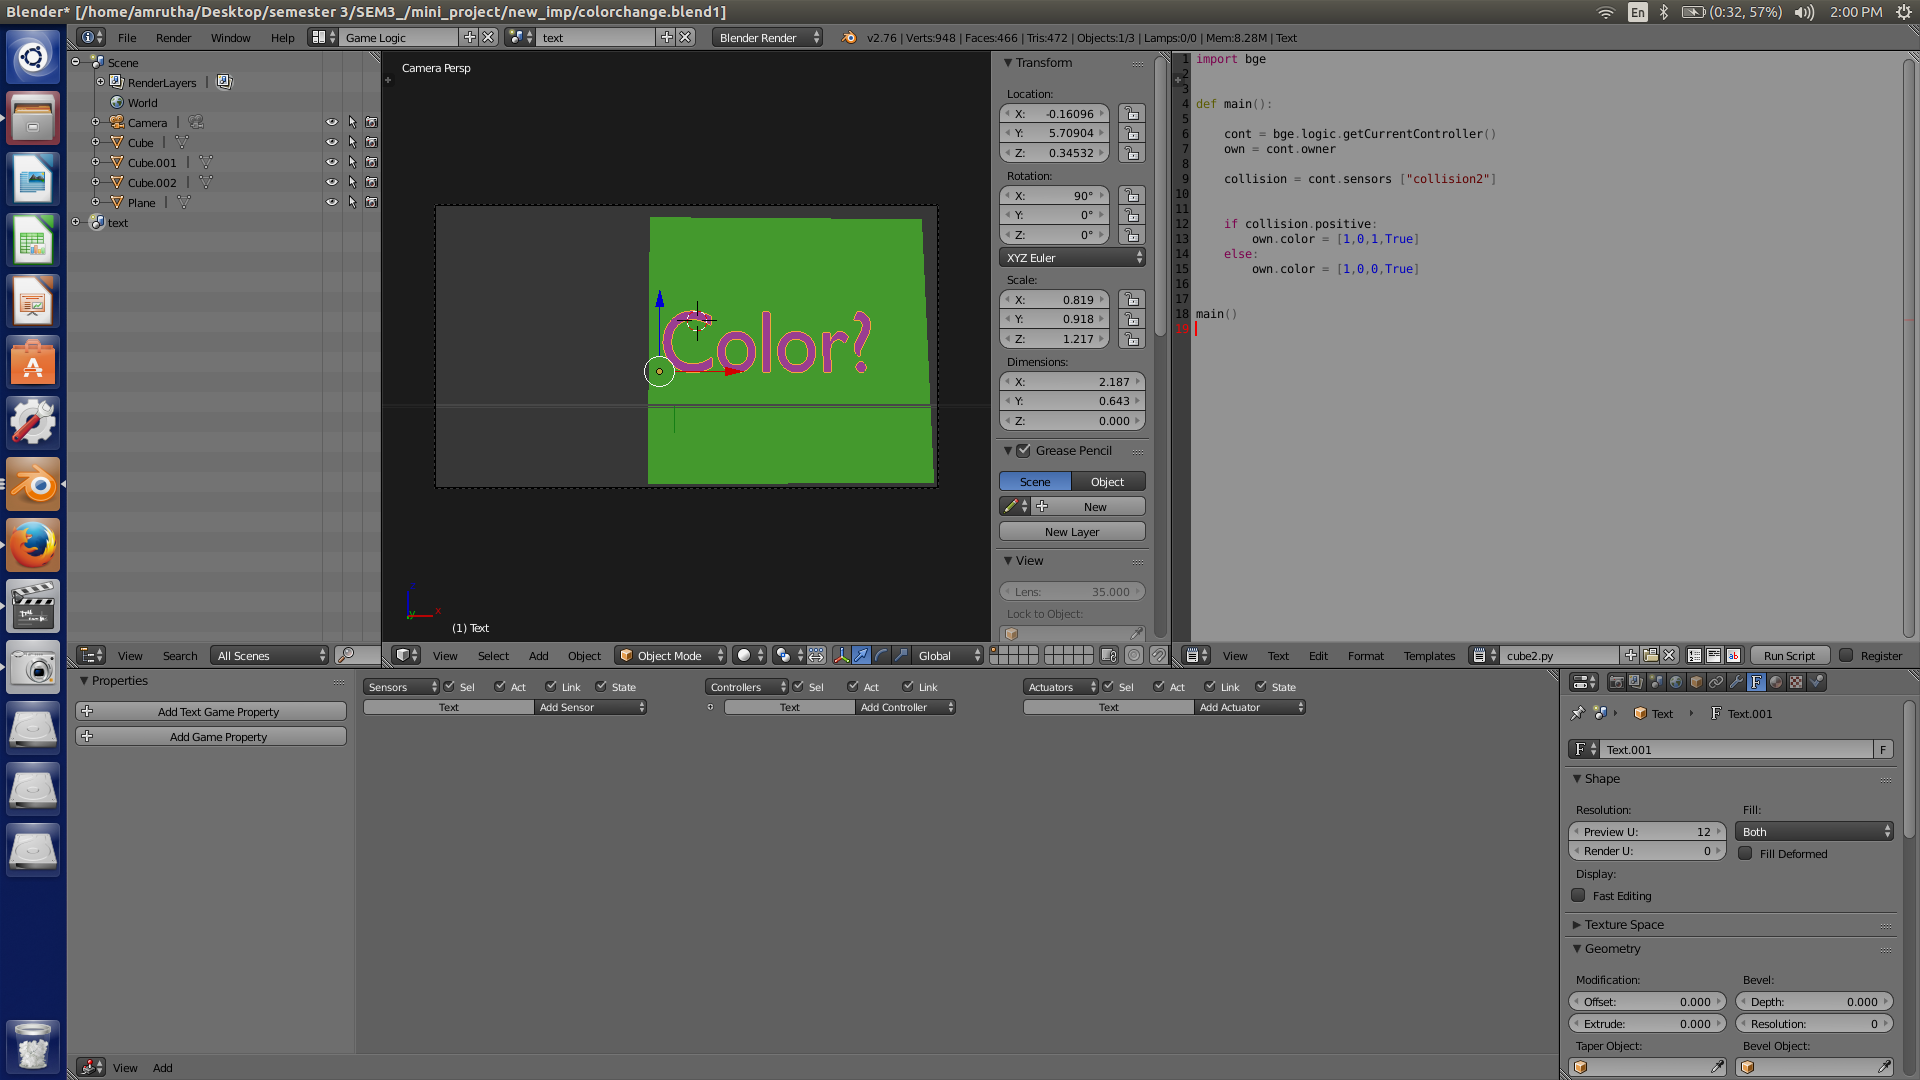 Blender* [/home/amrutha/Desktop/semester 3/SEM3_/mini_project/new_imp/colorchange.blend1]
En (0:32, 57%) 2:00 PM
File Render Window Help Game Logic text Blender Render v2.76 | Verts:948 | Faces:466 | Tris:472 | Objects:1/3 | Lamps:0/0 | Mem:8.28M | Text
Scene
RenderLayers |
World
Camera |
Cube |
Cube.001 |
Cube.002 |
Plane |
text
Camera Persp
Color?
(1) Text
Transform
Location:
X: -0.16096
Y: 5.70904
Z: 0.34532
Rotation:
X: 90°
Y: 0°
Z: 0°
XYZ Euler
Scale:
X: 0.819
Y: 0.918
Z: 1.217
Dimensions:
X: 2.187
Y: 0.643
Z: 0.000
Grease Pencil
Scene Object
New
New Layer
View
Lens: 35.000
Lock to Object:
1 import bge
2
3
4 def main():
5
6 cont = bge.logic.getCurrentController()
7 own = cont.owner
8
9 collision = cont.sensors ["collision2"]
10
11
12 if collision.positive:
13 own.color = [1,0,1,True]
14 else:
15 own.color = [1,0,0,True]
16
17
18 main()
19
View Search All Scenes
View Select Add Object Object Mode Global
View Text Edit Format Templates cube2.py Run Script Register
Properties
Add Text Game Property
Add Game Property
Sensors Sel Act Link State
Text Add Sensor
Controllers Sel Act Link
Text Add Controller
Actuators Sel Act Link State
Text Add Actuator
Text Text.001
F Text.001 F
Shape
Resolution: Fill:
Preview U: 12 Both
Render U: 0 Fill Deformed
Display:
Fast Editing
Texture Space
Geometry
Modification: Bevel:
Offset: 0.000 Depth: 0.000
Extrude: 0.000 Resolution: 0
Taper Object: Bevel Object:
View Add